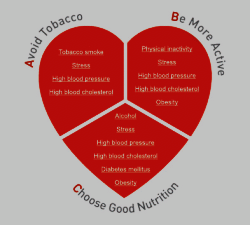 Avoid Tobacco
Tobacco smoke
Stress
High blood pressure
High blood cholesterol
Be More Active
Physical inactivity
Stress
High blood pressure
High blood cholesterol
Obesity
Alcohol
Stress
High blood pressure
High blood cholesterol
Diabetes mellitus
Obesity
Choose Good Nutrition